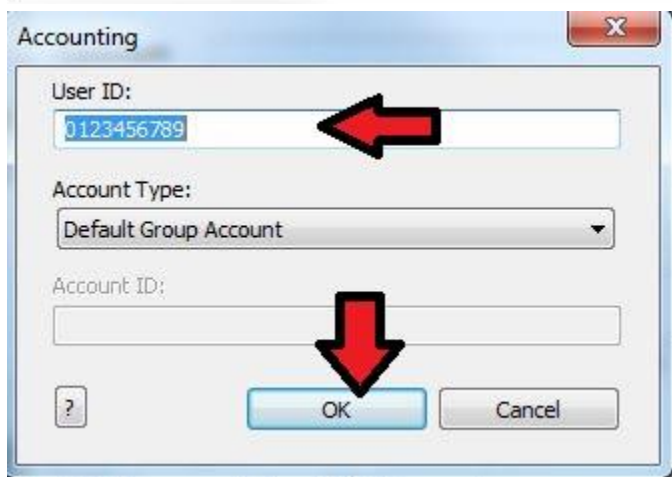 Accounting
User ID:
0123456789
Account Type:
Default Group Account
Account ID:
?
OK
Cancel